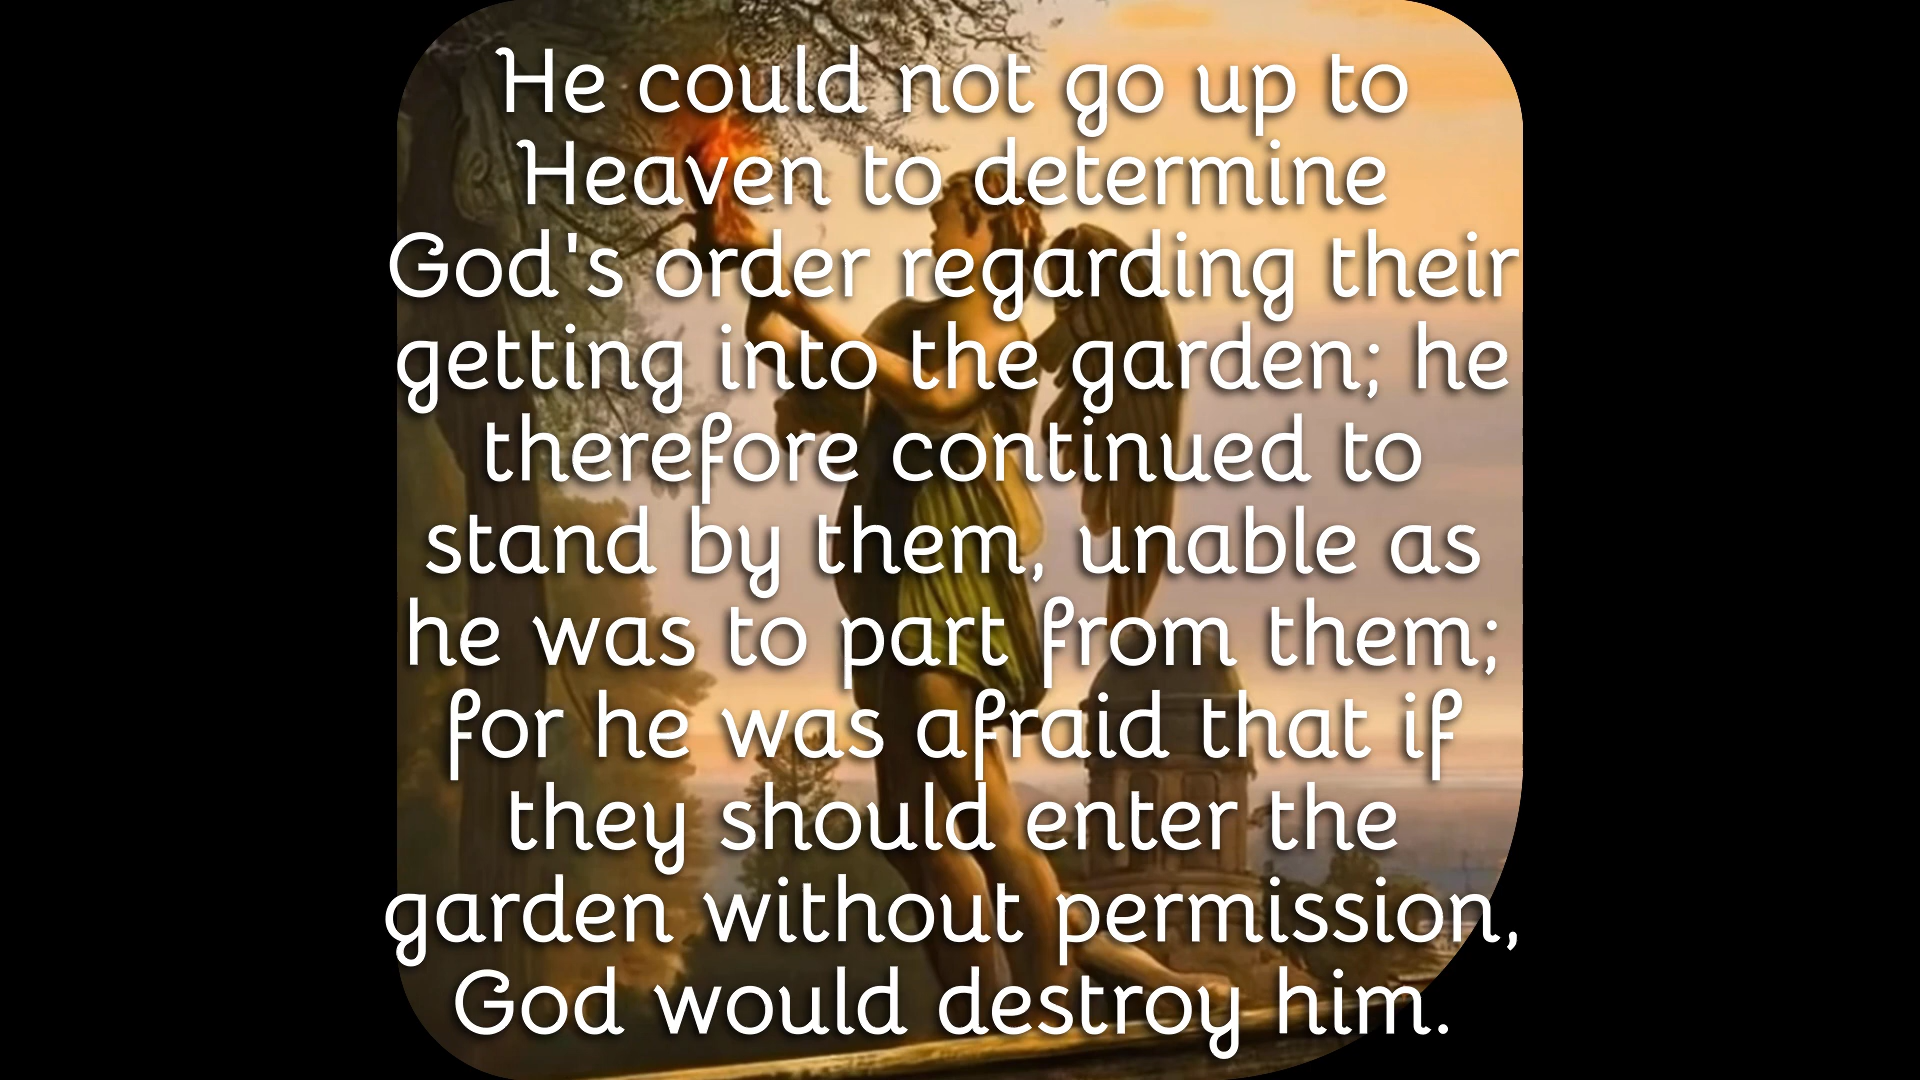 He could not go up to
Heaven to determine
God's order regarding their
getting into the garden; he
therefore continued to
stand by them, unable as
he was to part from them;
for he was afraid that if
they should enter the
garden without permission,
God would destroy him.